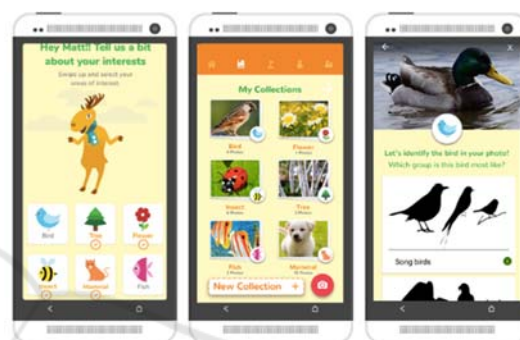 Hey Matt!! Tell us a bit
about your interests
Swipe up and select your
areas of interest
Bird
Tree
Flower
Insect
Mammal
Fish
My Collections
Bird
Flower
Insect
Tree
Fish
Mammal
New Collection +
X
Let's identify the bird in your photo!
Which group is this bird most like?
Song birds